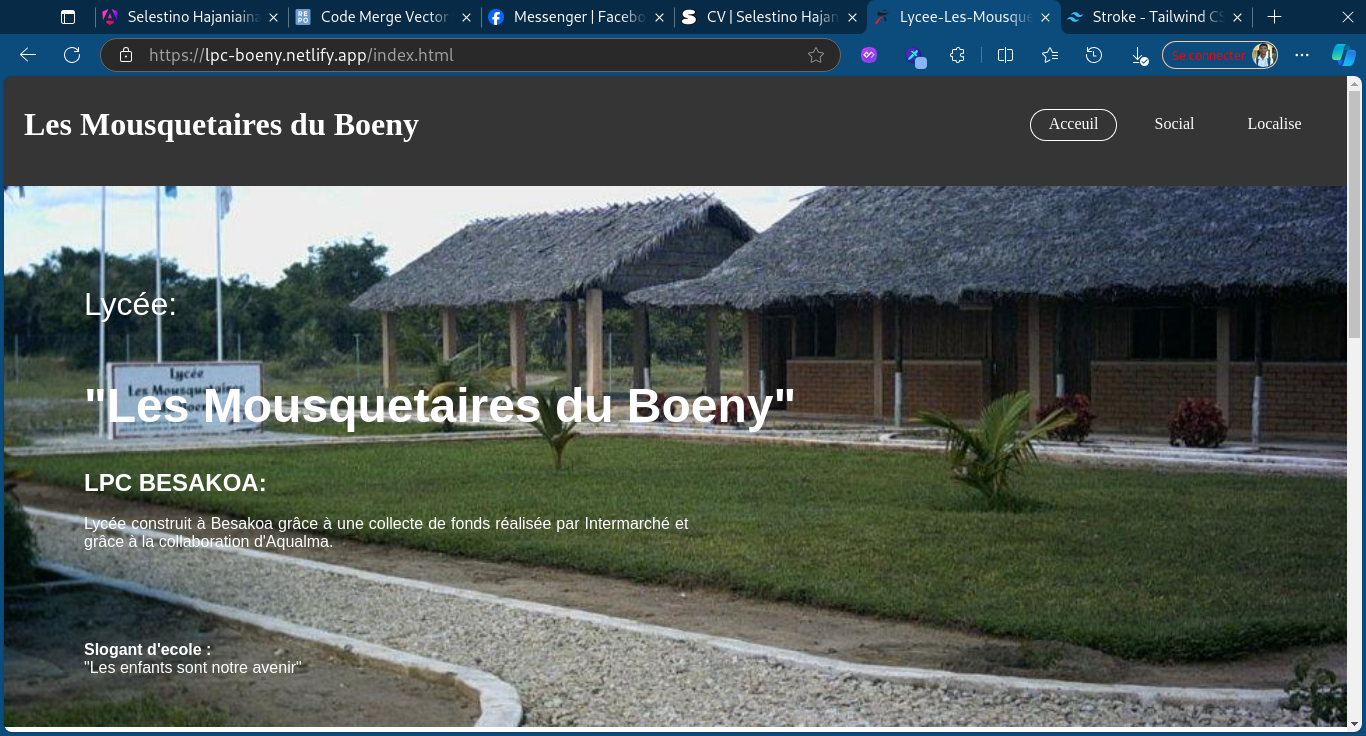 Selestino Hajaniaina
Code Merge Vector
Messenger | Facebo
CV | Selestino Hajan
Lycee-Les-Mousque
Stroke - Tailwind CS
https://lpc-boeny.netlify.app/index.html
Se connecter
Les Mousquetaires du Boeny
Acceuil
Social
Localise
Lycée:
Lycée
Les Mousquetaires
"Les Mousquetaires du Boeny"
LPC BESAKOA:
Lycée construit à Besakoa grâce à une collecte de fonds réalisée par Intermarché et
grâce à la collaboration d'Aqualma.
Slogant d'ecole :
"Les enfants sont notre avenir"